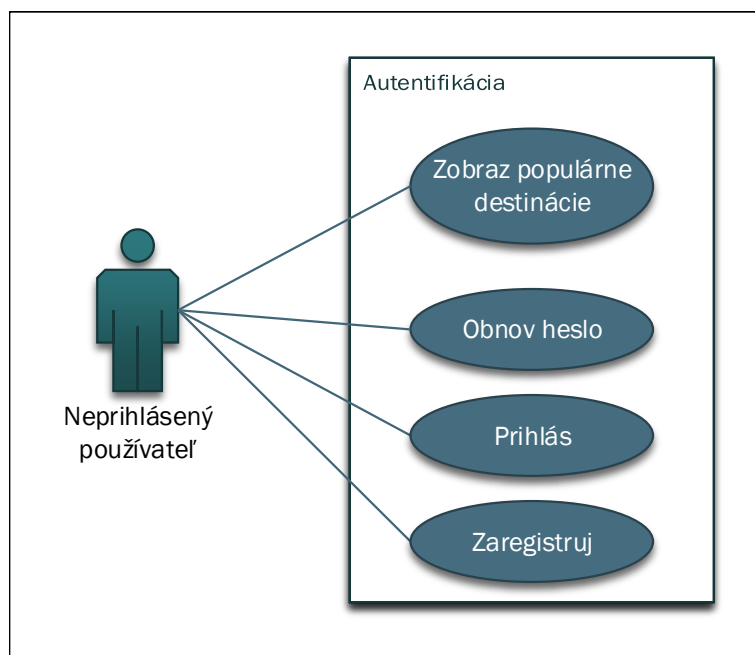 Autentifikácia
Zobraz populárne
destinácie
Obnov heslo
Prihlás
Zaregistruj
Neprihlásený
používateľ